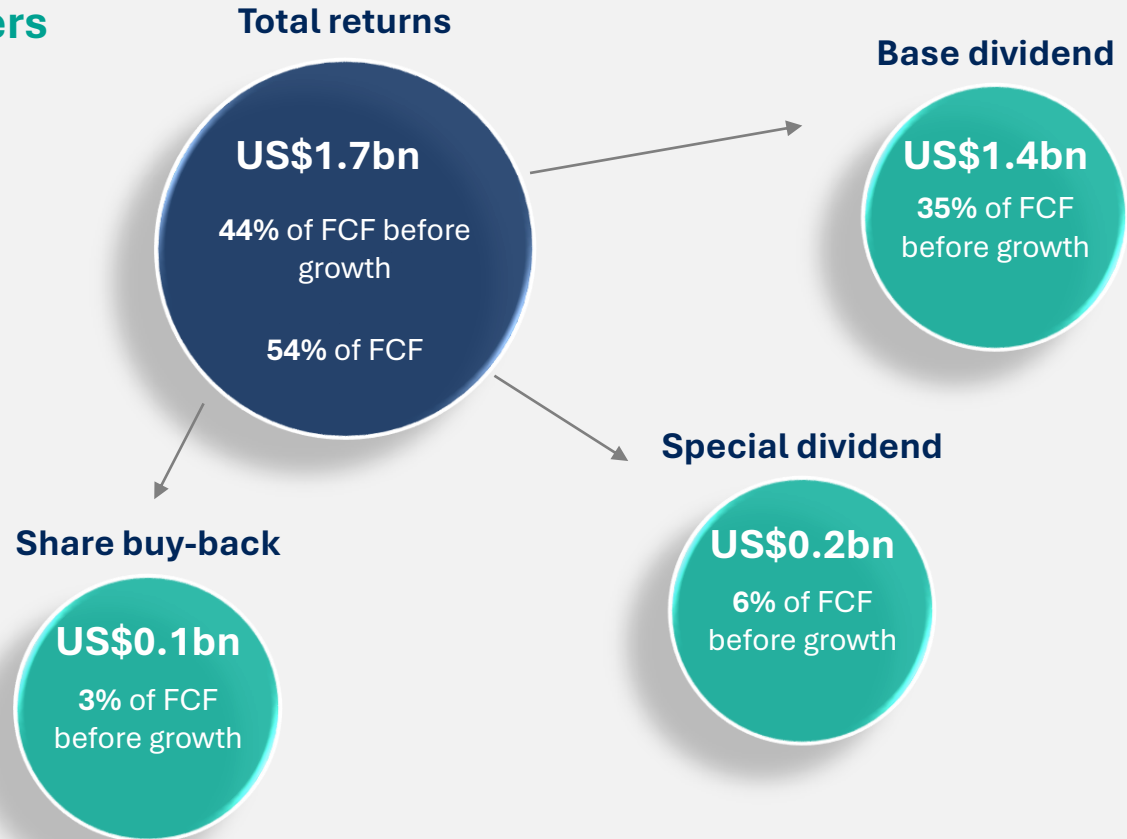 Total returns
US$1.7bn
44% of FCF before
growth
54% of FCF
Base dividend
US$1.4bn
35% of FCF
before growth
Special dividend
US$0.2bn
6% of FCF
before growth
Share buy-back
US$0.1bn
3% of FCF
before growth